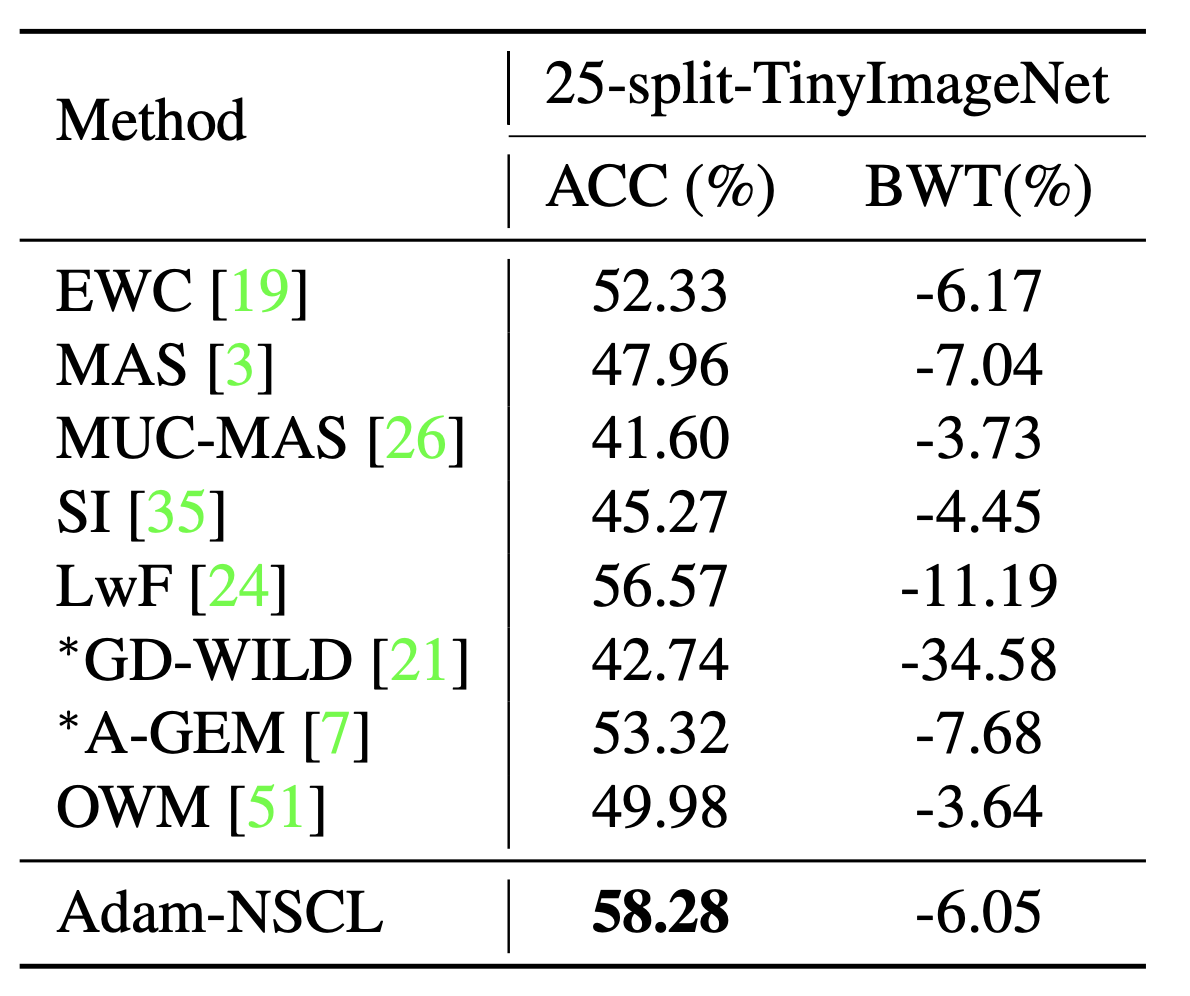 Method 25-split-TinyImageNet
ACC (%) BWT(%)
EWC [19] 52.33 -6.17
MAS [3] 47.96 -7.04
MUC-MAS [26] 41.60 -3.73
SI [35] 45.27 -4.45
LwF [24] 56.57 -11.19
*GD-WILD [21] 42.74 -34.58
*A-GEM [7] 53.32 -7.68
OWM [51] 49.98 -3.64
Adam-NSCL 58.28 -6.05